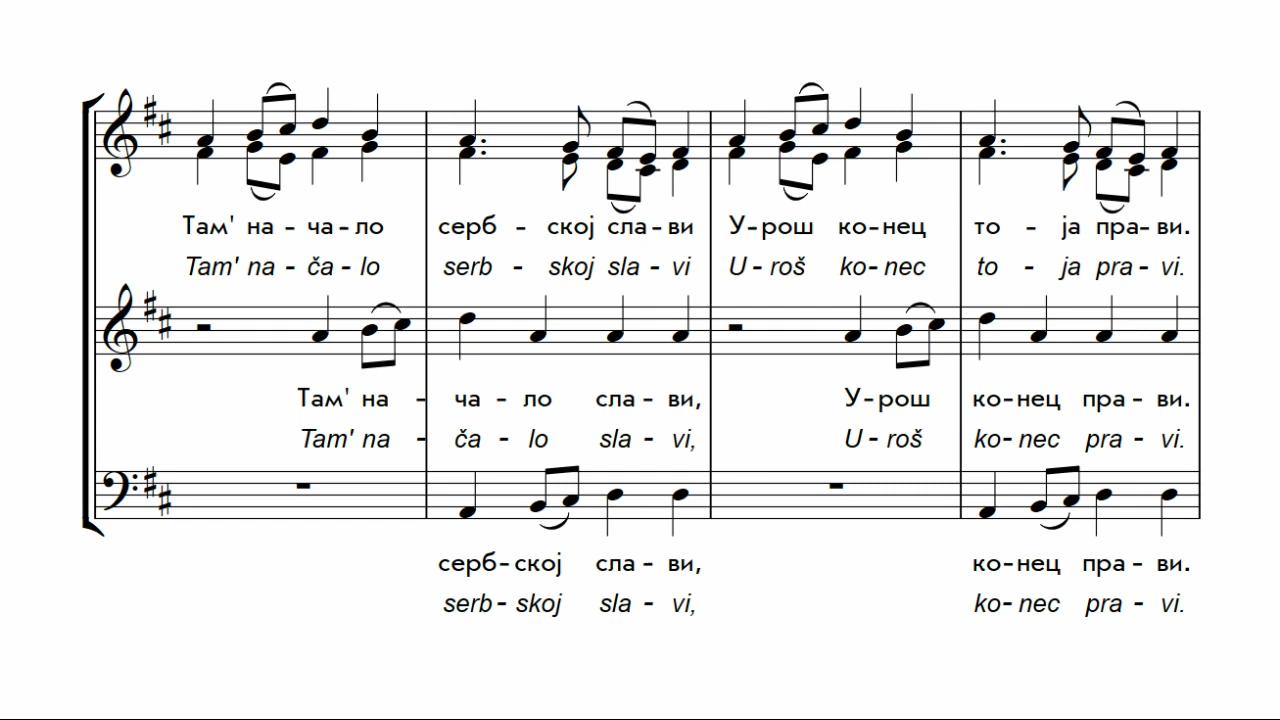 Там' на - ча - ло серб - ској сла - ви У - рош ко - нец то - ја пра - ви.
Tam' na - ča - lo serb - skoj sla - vi U - roš ko - nec to - ja pra - vi.
Там' на - ча - ло сла - ви, У - рош ко - нец пра - ви.
Tam' na - ča - lo sla - vi, U - roš ko - nec pra - vi.
серб - ској сла - ви, ко - нец пра - ви.
serb - skoj sla - vi, ko - nec pra - vi.